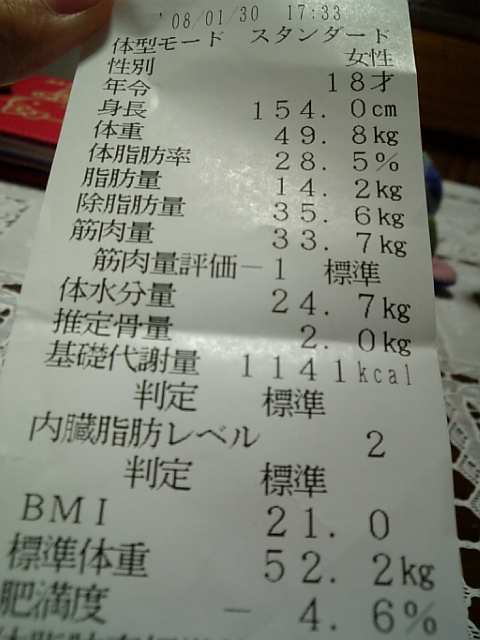 '08/01/30 17:33
体型モード スタンダード
性別 女性
年令 18才
身長 154.0cm
体重 49.8kg
体脂肪率 28.5%
脂肪量 14.2kg
除脂肪量 35.6kg
筋肉量 33.7kg
筋肉量評価-1 標準
体水分量 24.7kg
推定骨量 2.0kg
基礎代謝量 1141kcal
判定 標準
内臓脂肪レベル 2
判定 標準
BMI 21.0
標準体重 52.2kg
肥満度 -4.6%